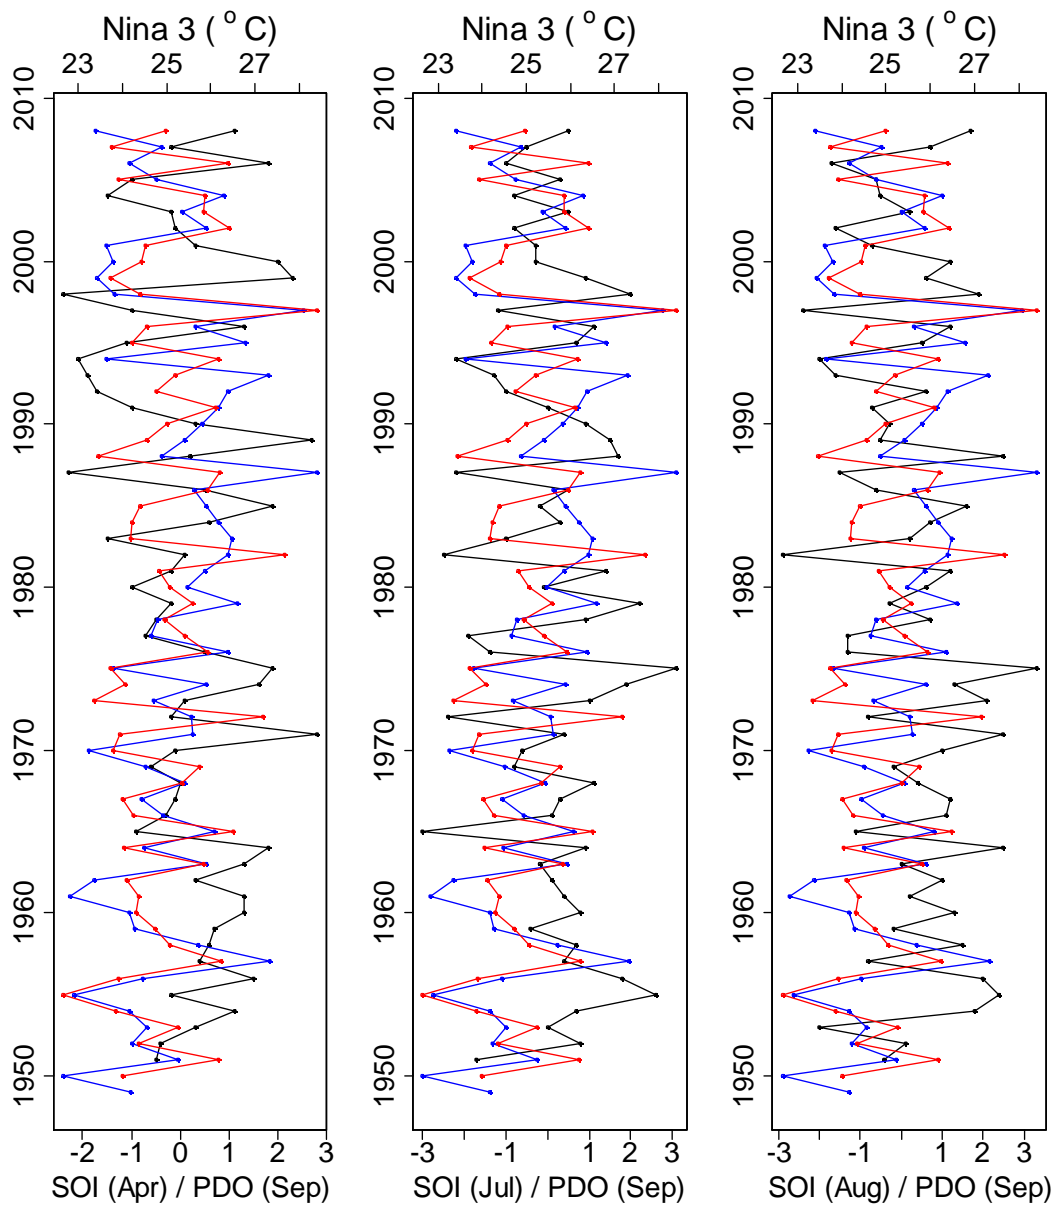 Nina 3 ( ° C)
23 25 27
2010
2000
1990
1980
1970
1960
1950
-2 -1 0 1 2 3
SOI (Apr) / PDO (Sep)
Nina 3 ( ° C)
23 25 27
2010
2000
1990
1980
1970
1960
1950
-3 -1 0 1 2 3
SOI (Jul) / PDO (Sep)
Nina 3 ( ° C)
23 25 27
2010
2000
1990
1980
1970
1960
1950
-3 -1 0 1 2 3
SOI (Aug) / PDO (Sep)